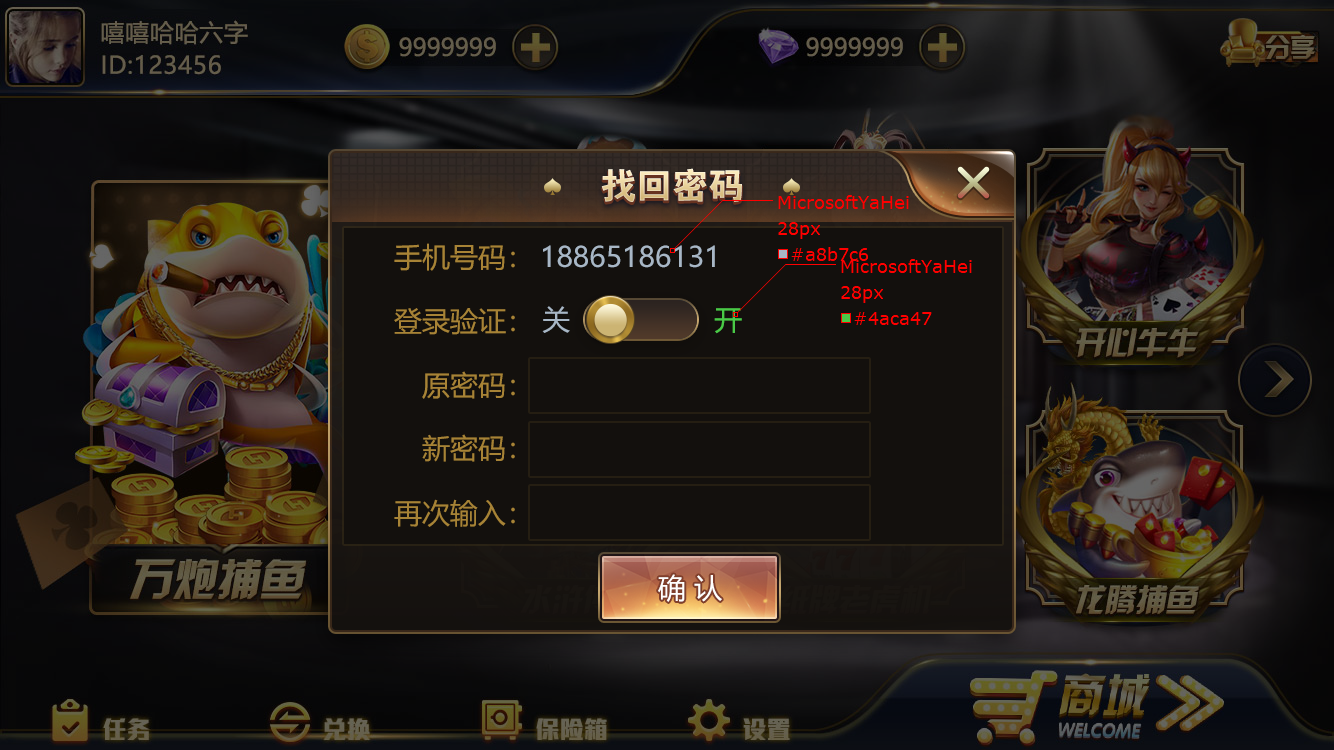 嘻嘻哈哈六字
ID:123456
9999999
9999999
分享
找回密码
MicrosoftYaHei
28px
#a8b7c6
手机号码：
18865186131
MicrosoftYaHei
28px
#4aca47
登录验证：
关
开
原密码：
新密码：
再次输入：
确认
开心牛牛
万炮捕鱼
龙腾捕鱼
任务
兑换
保险箱
设置
商城
WELCOME